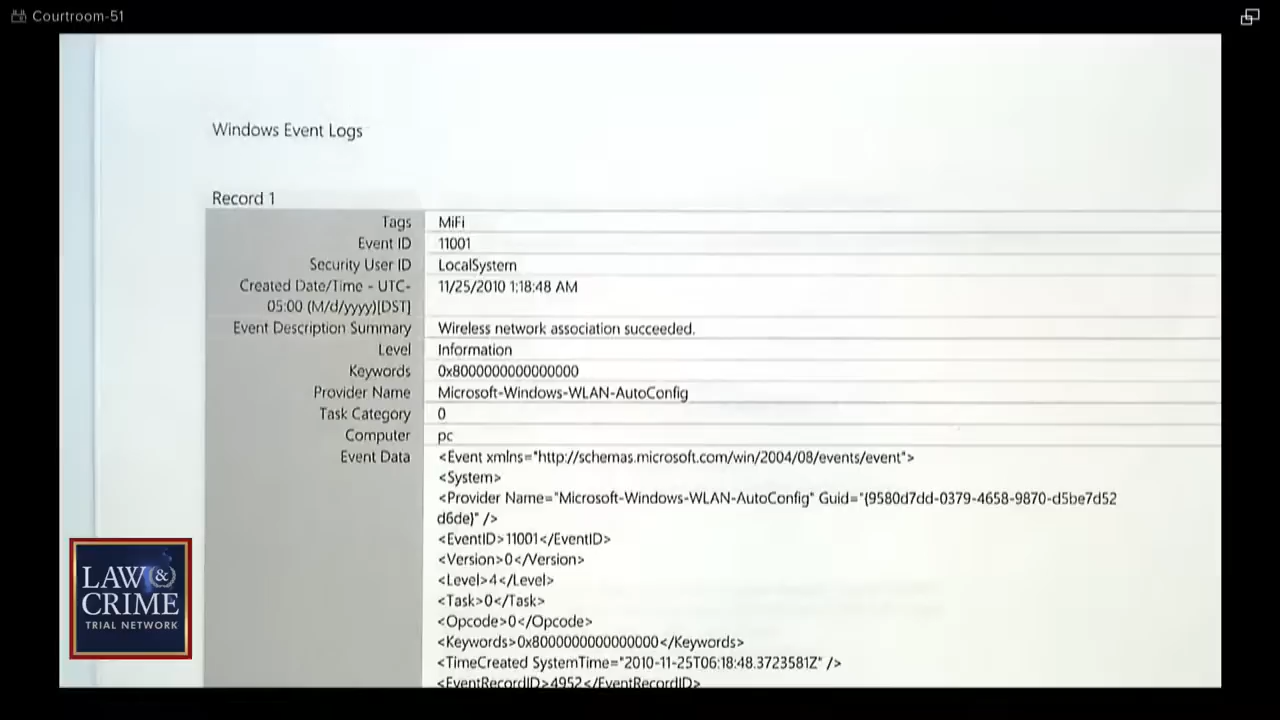 Courtroom-51
Windows Event Logs
Record 1
Tags MiFi
Event ID 11001
Security User ID LocalSystem
Created Date/Time - UTC- 11/25/2010 1:18:48 AM
05:00 (M/d/yyyy)[DST]
Event Description Summary Wireless network association succeeded.
Level Information
Keywords 0x8000000000000000
Provider Name Microsoft-Windows-WLAN-AutoConfig
Task Category 0
Computer pc
Event Data <Event xmlns="http://schemas.microsoft.com/win/2004/08/events/event">
<System>
<Provider Name="Microsoft-Windows-WLAN-AutoConfig" Guid="{9580d7dd-0379-4658-9870-d5be7d52
d6de}" />
<EventID>11001</EventID>
<Version>0</Version>
<Level>4</Level>
<Task>0</Task>
<Opcode>0</Opcode>
<Keywords>0x8000000000000000</Keywords>
<TimeCreated SystemTime="2010-11-25T06:18:48.3723581Z" />
<EventRecordID>4952</EventRecordID>
LAW &
CRIME
TRIAL NETWORK